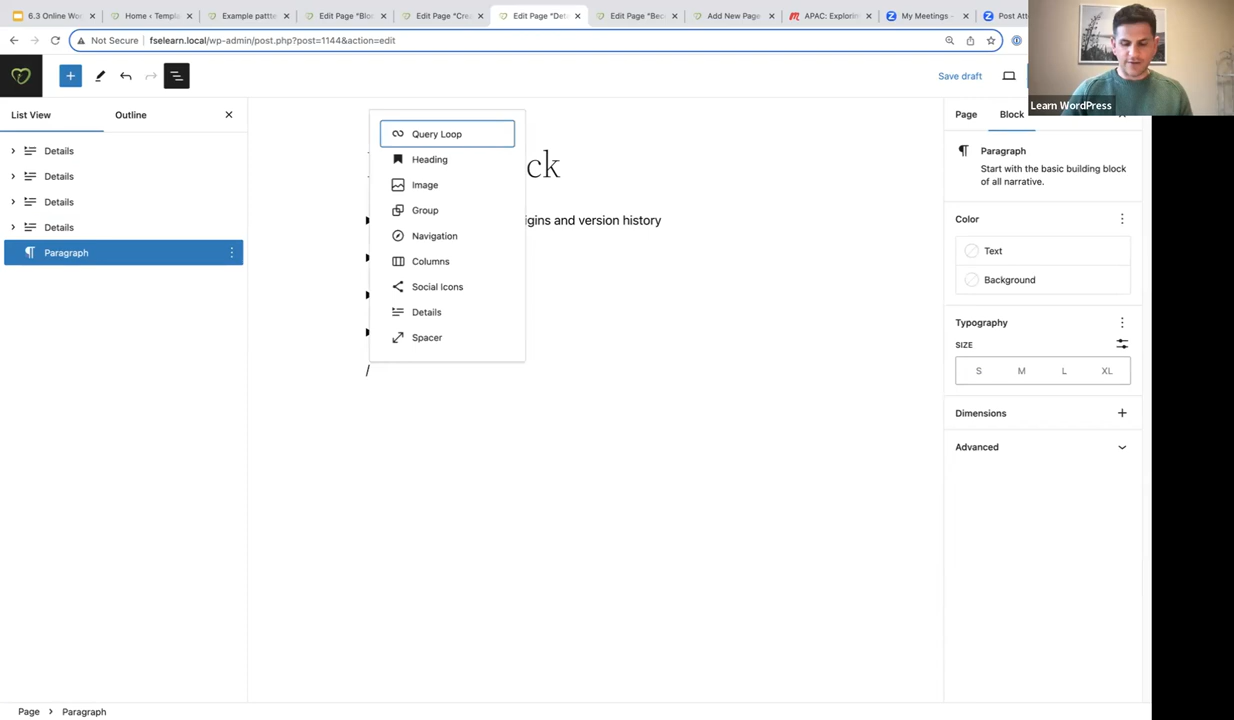 6.3 Online Wo
Home ‹ Templa
Example pattte
Edit Page "Blo
Edit Page "Cre
Edit Page "Det
Edit Page "Bec
Add New Page
APAC: Explorin
My Meetings -
Post Att
Not Secure
fselearn.local/wp-admin/post.php?post=1144&action=edit
Save draft
Learn WordPress
List View
Outline
Details
Details
Details
Details
Paragraph
Query Loop
Heading
Image
Group
Navigation
Columns
Social Icons
Details
Spacer
ck
igins and version history
/
Page
Block
Paragraph
Start with the basic building block
of all narrative.
Color
Text
Background
Typography
SIZE
S M L XL
Dimensions
Advanced
Page > Paragraph